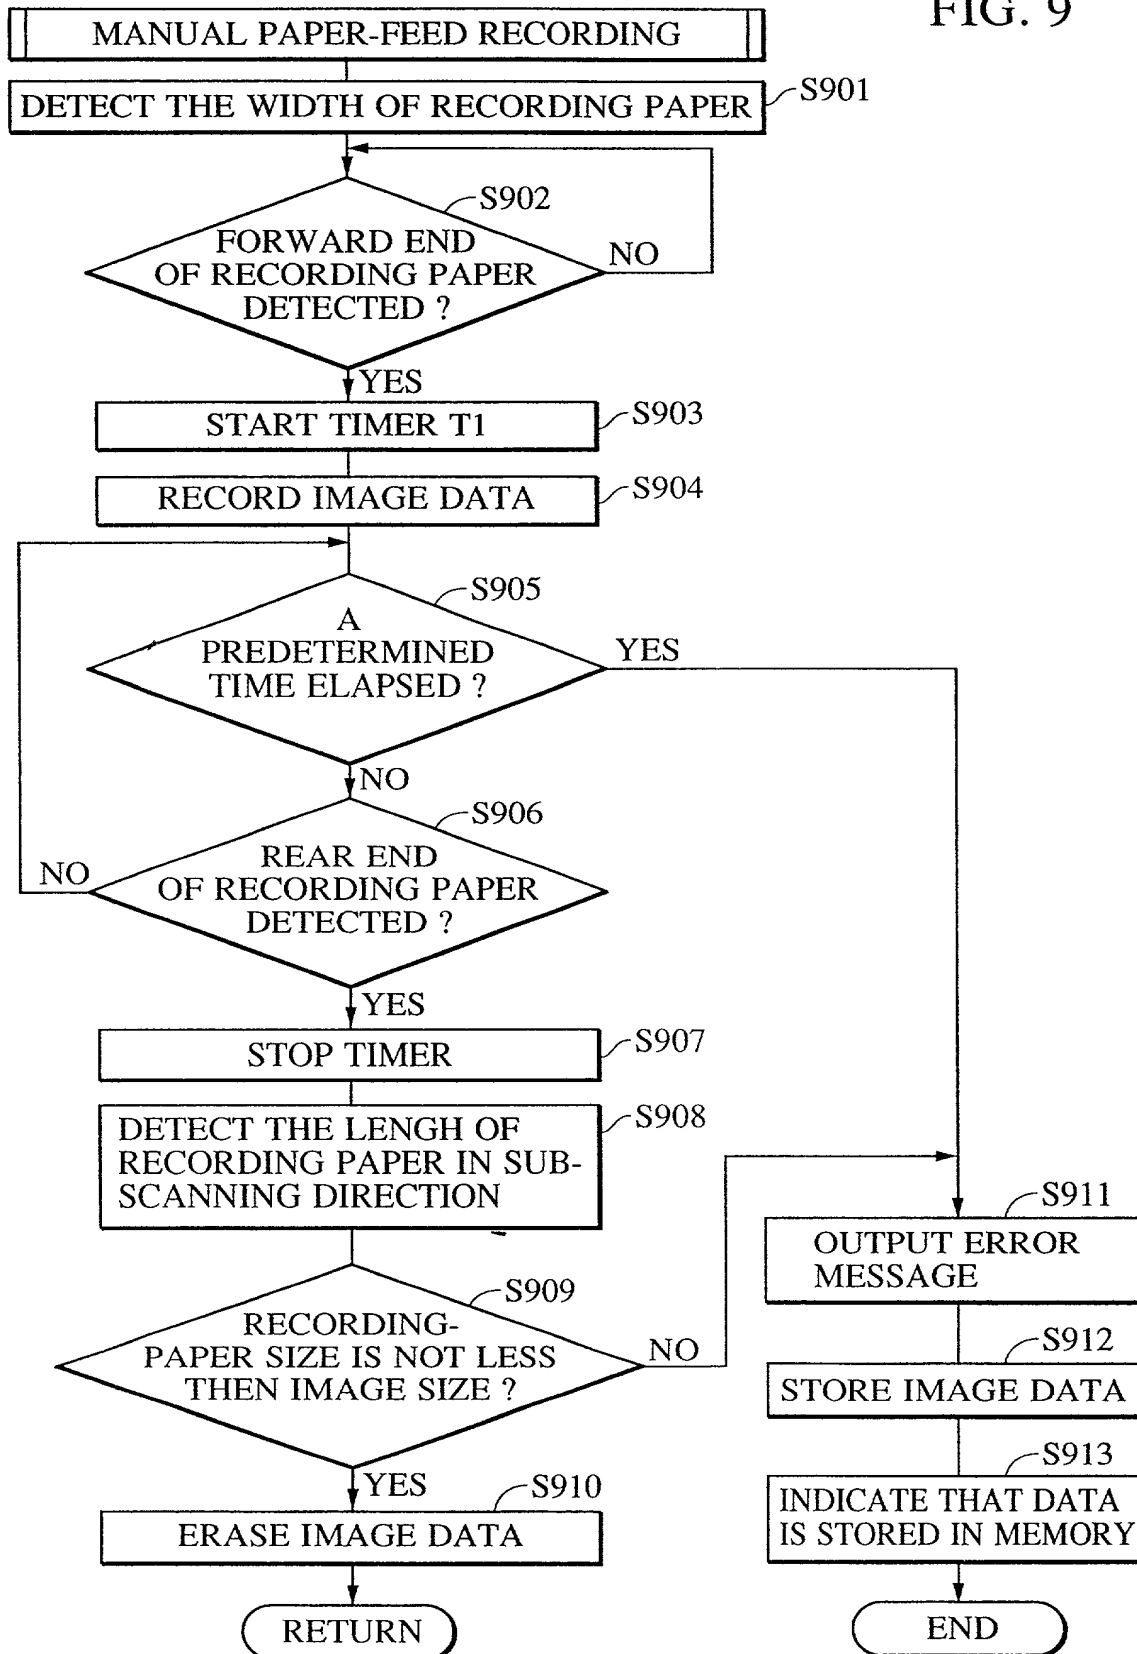 FIG. 9
MANUAL PAPER-FEED RECORDING
S901
DETECT THE WIDTH OF RECORDING PAPER
S902
FORWARD END
OF RECORDING PAPER
DETECTED ?
NO
YES
S903
START TIMER T1
S904
RECORD IMAGE DATA
S905
A
PREDETERMINED
TIME ELAPSED ?
YES
NO
S906
REAR END
OF RECORDING PAPER
DETECTED ?
NO
YES
S907
STOP TIMER
S908
DETECT THE LENGH OF
RECORDING PAPER IN SUB-
SCANNING DIRECTION
S909
RECORDING-
PAPER SIZE IS NOT LESS
THEN IMAGE SIZE ?
NO
YES
S910
ERASE IMAGE DATA
RETURN
S911
OUTPUT ERROR
MESSAGE
S912
STORE IMAGE DATA
S913
INDICATE THAT DATA
IS STORED IN MEMORY
END